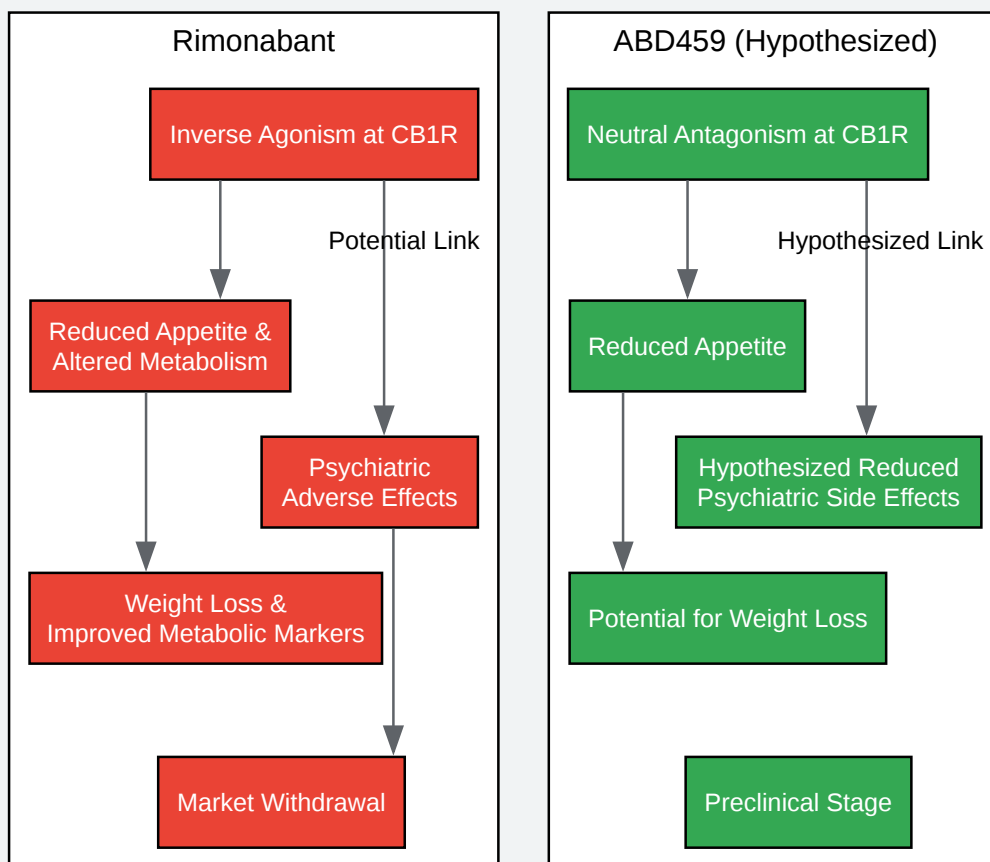 Rimonabant
Inverse Agonism at CB1R
Potential Link
Reduced Appetite &
Altered Metabolism
Psychiatric
Adverse Effects
Weight Loss &
Improved Metabolic Markers
Market Withdrawal
ABD459 (Hypothesized)
Neutral Antagonism at CB1R
Hypothesized Link
Reduced Appetite
Hypothesized Reduced
Psychiatric Side Effects
Potential for Weight Loss
Preclinical Stage